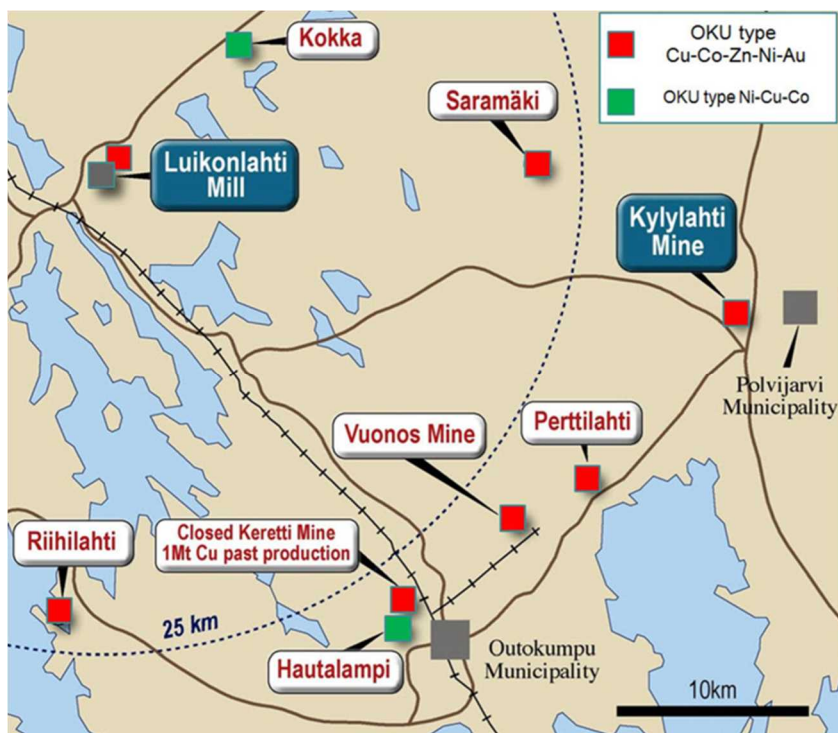 Kokka
OKU type
Cu-Co-Zn-Ni-Au
OKU type Ni-Cu-Co
Saramäki
Luikonlahti
Mill
Kylylahti
Mine
Polvijarvi
Municipality
Vuonos Mine
Perttilahti
Riihilahti
Closed Keretti Mine
1Mt Cu past production
25 km
Hautalampi
Outokumpu
Municipality
10km